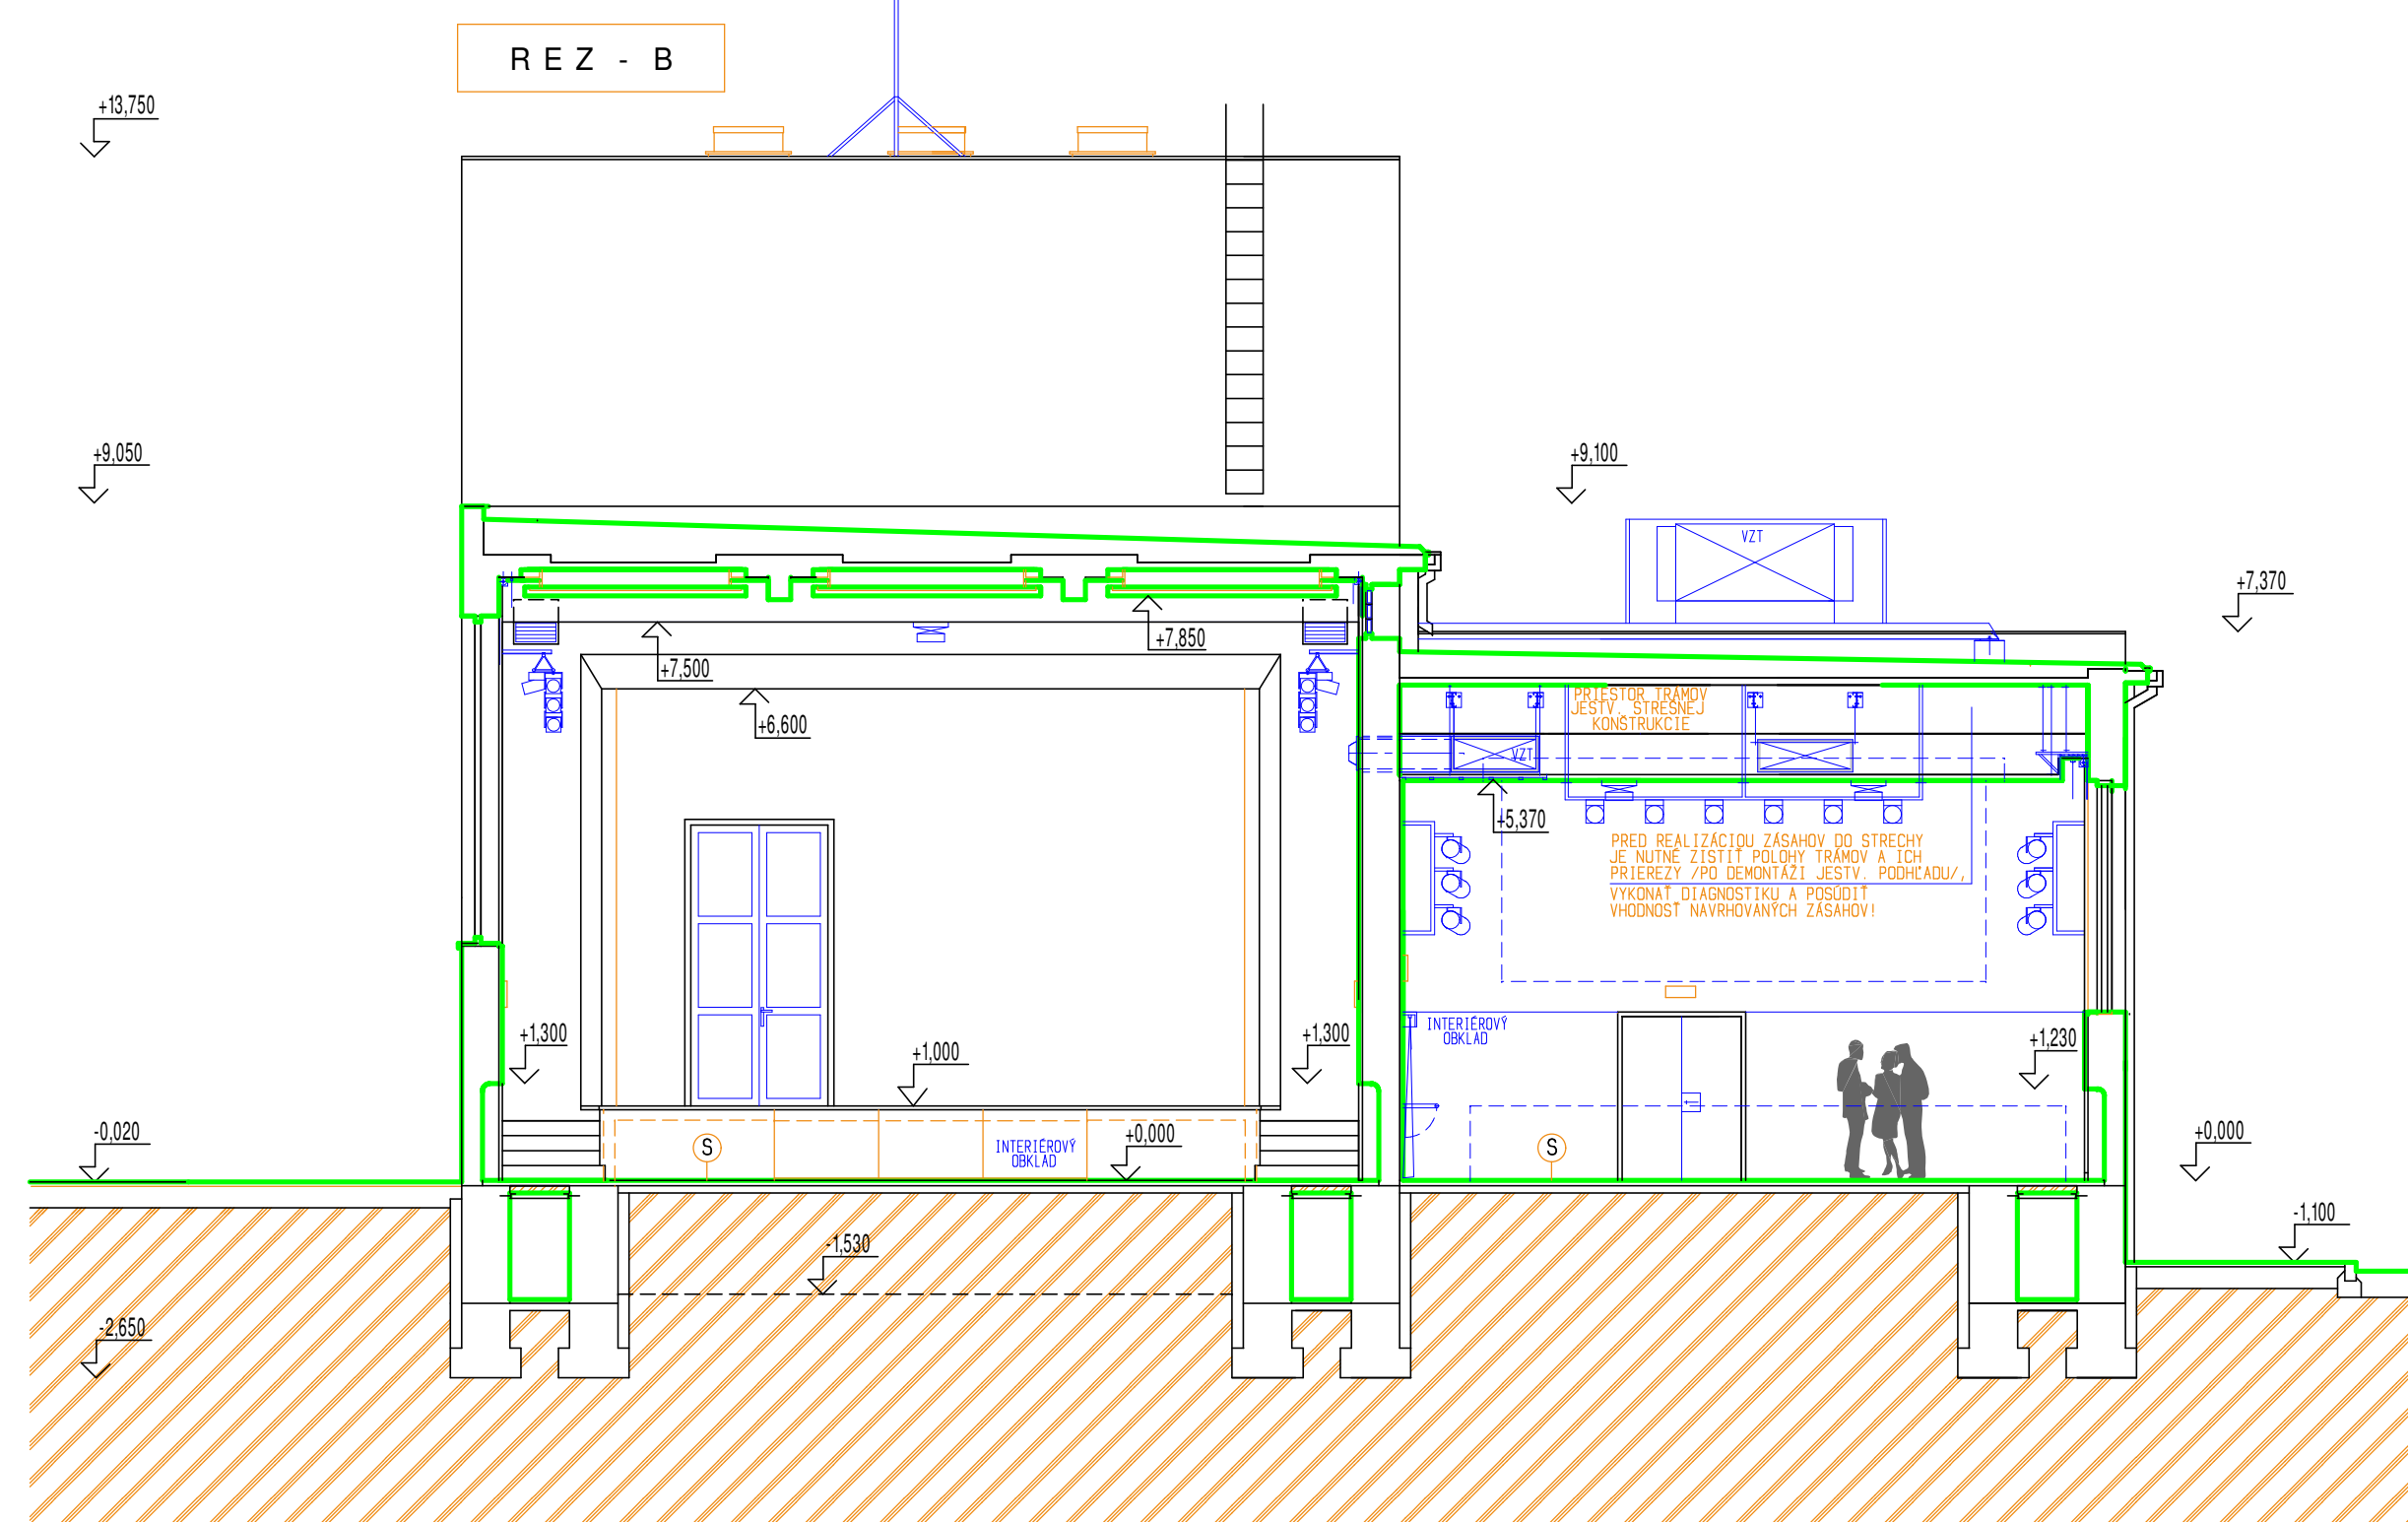 REZ - B
+13,750
+9,050
+9,100
VZT
+7,370
+7,850
+7,500
+6,600
PRIESTOR TRÁMOV
JESTV. STREŠNEJ
KONŠTRUKCIE
VZT
+5,370
PRED REALIZÁCIOU ZÁSAHOV DO STRECHY
JE NUTNÉ ZISTIŤ POLOHY TRÁMOV A ICH
PRIEREZY /PO DEMONTÁŽI JESTV. PODHĽADU/,
VYKONAŤ DIAGNOSTIKU A POSÚDIŤ
VHODNOSŤ NAVRHOVANÝCH ZÁSAHOV!
+1,300
+1,000
+1,300
INTERIÉROVÝ
OBKLAD
+1,230
-0,020
S
INTERIÉROVÝ
OBKLAD
+0,000
S
+0,000
-1,100
-1,530
-2,650